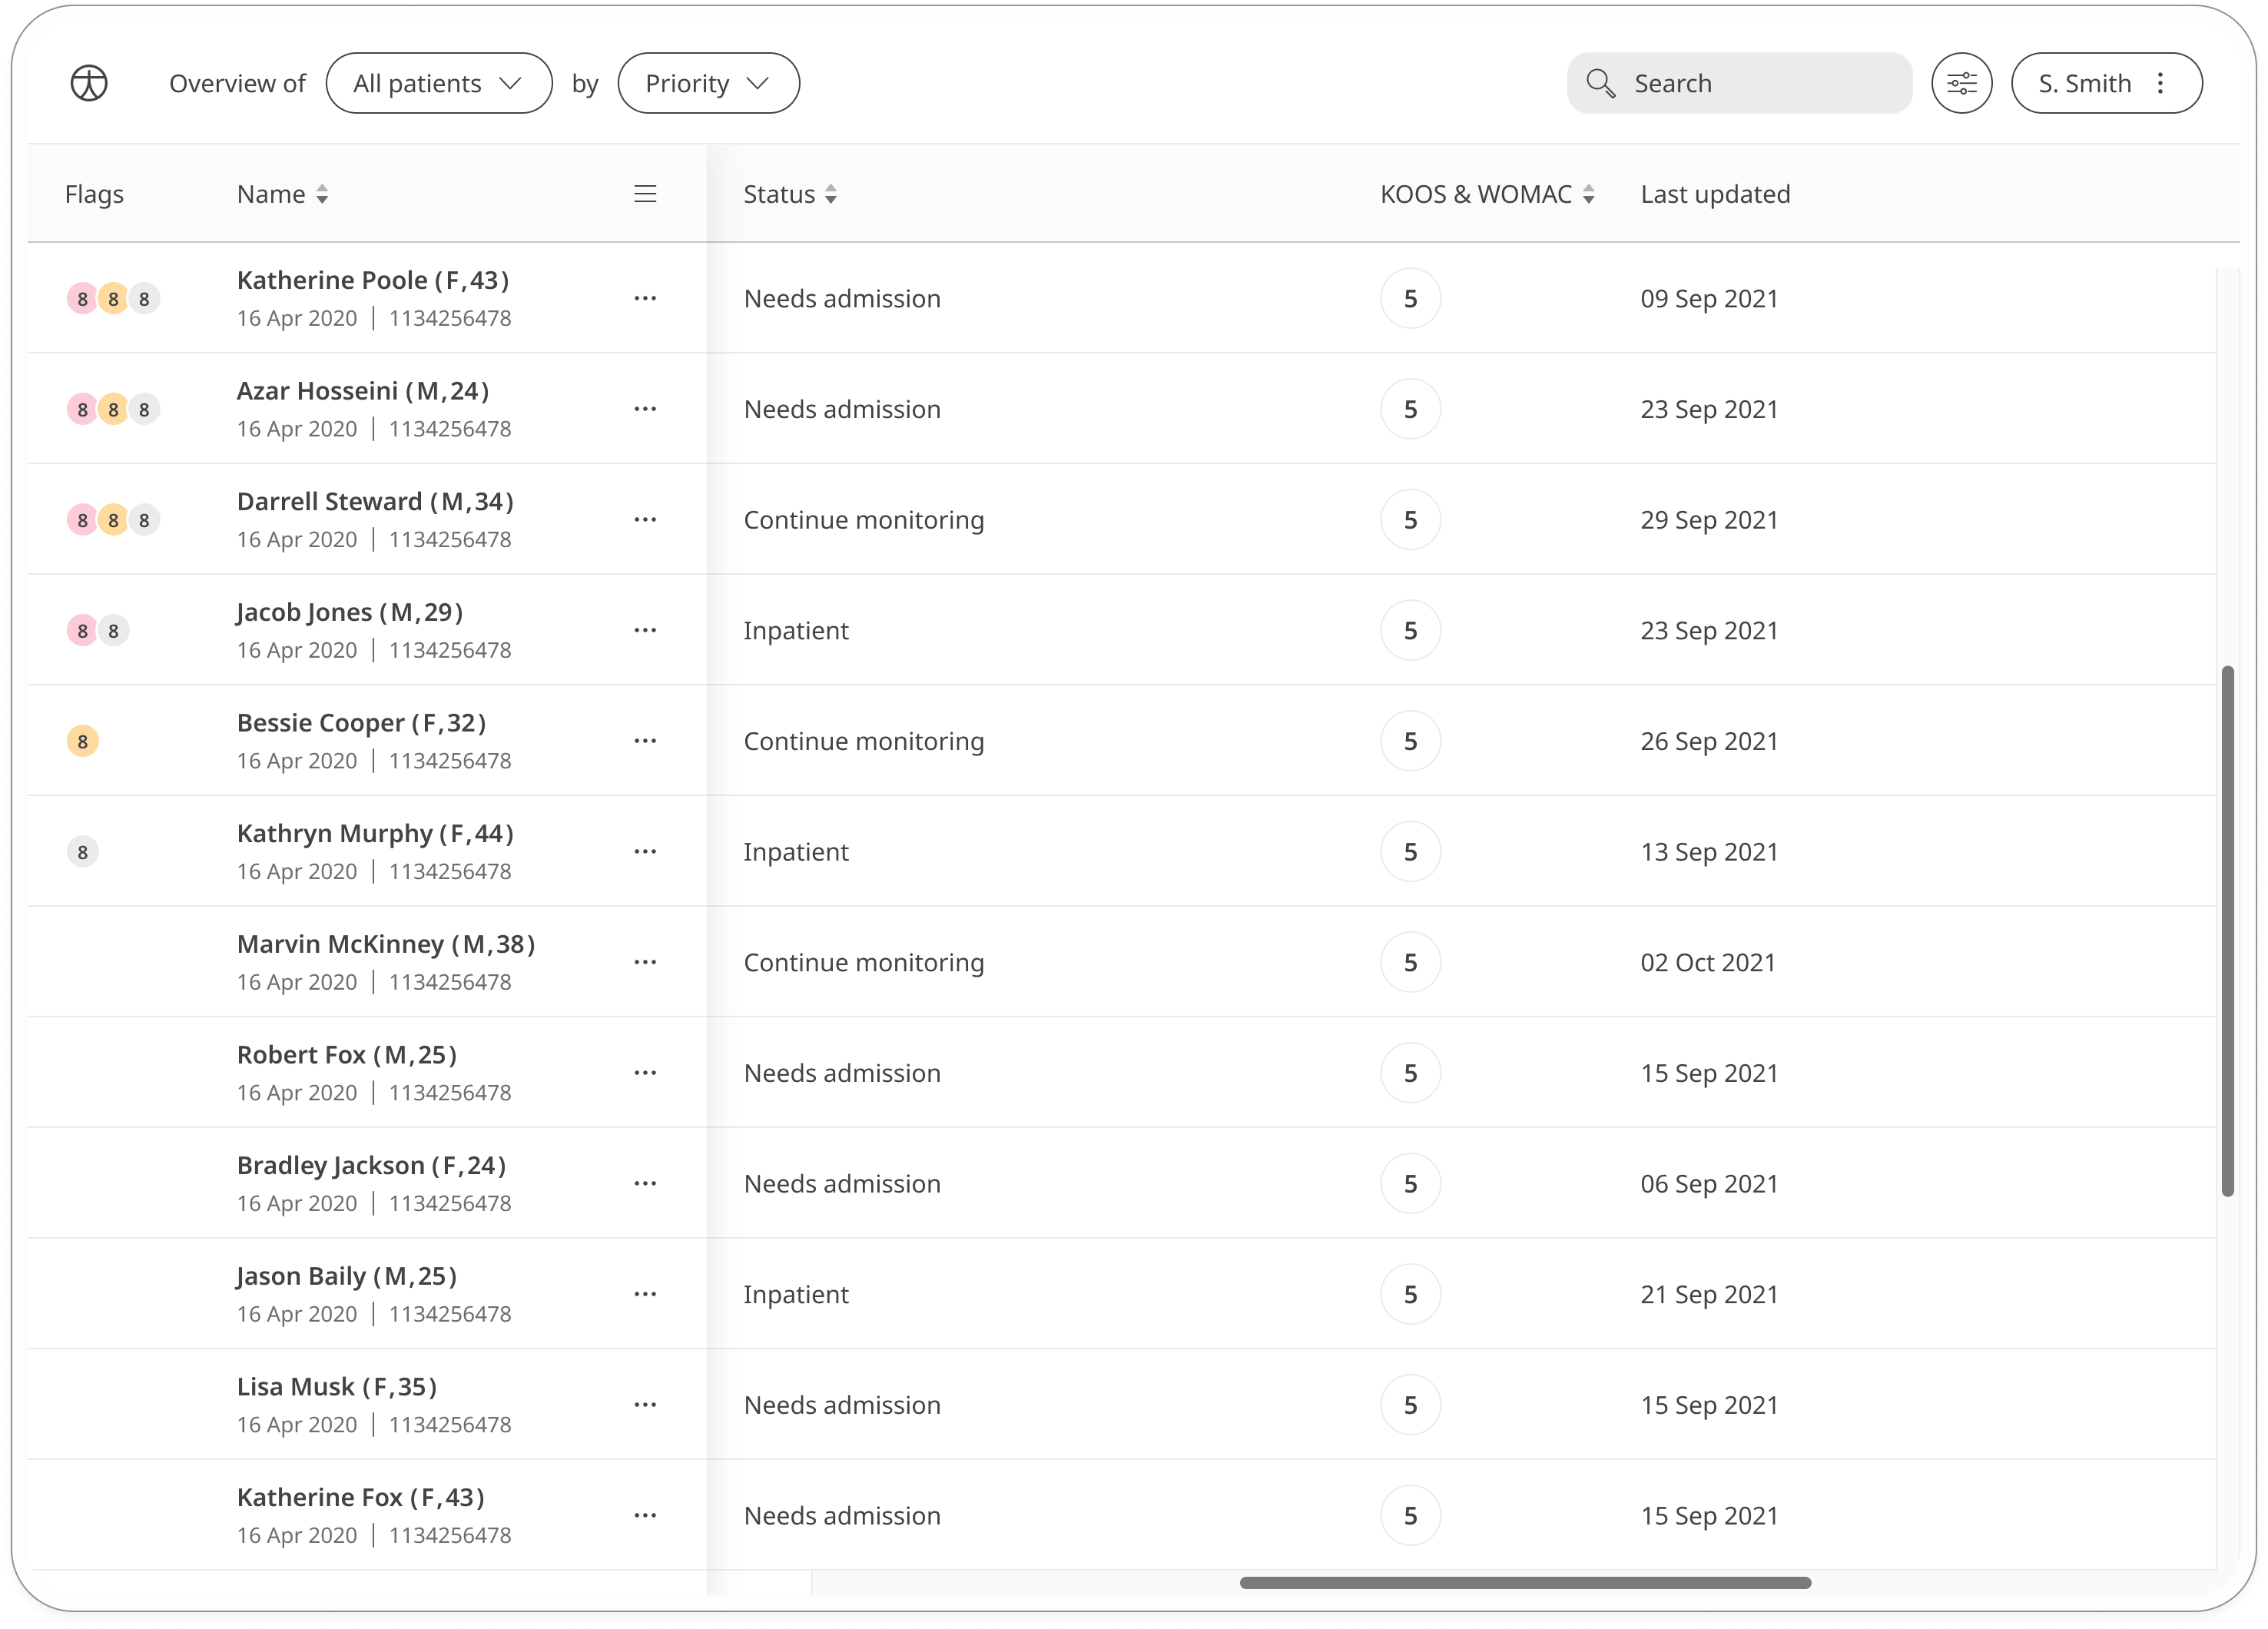 Overview of All patients by Priority Search S. Smith
Flags Name Status KOOS & WOMAC Last updated
Katherine Poole (F,43)
8 8 8 Needs admission 5 09 Sep 2021
16 Apr 2020 | 1134256478
Azar Hosseini (M,24)
8 8 8 Needs admission 5 23 Sep 2021
16 Apr 2020 | 1134256478
Darrell Steward (M,34)
8 8 8 Continue monitoring 5 29 Sep 2021
16 Apr 2020 | 1134256478
Jacob Jones (M,29)
8 8 Inpatient 5 23 Sep 2021
16 Apr 2020 | 1134256478
Bessie Cooper (F,32)
8 Continue monitoring 5 26 Sep 2021
16 Apr 2020 | 1134256478
Kathryn Murphy (F,44)
8 Inpatient 5 13 Sep 2021
16 Apr 2020 | 1134256478
Marvin McKinney (M,38)
Continue monitoring 5 02 Oct 2021
16 Apr 2020 | 1134256478
Robert Fox (M,25)
Needs admission 5 15 Sep 2021
16 Apr 2020 | 1134256478
Bradley Jackson (F,24)
Needs admission 5 06 Sep 2021
16 Apr 2020 | 1134256478
Jason Baily (M,25)
Inpatient 5 21 Sep 2021
16 Apr 2020 | 1134256478
Lisa Musk (F,35)
Needs admission 5 15 Sep 2021
16 Apr 2020 | 1134256478
Katherine Fox (F,43)
Needs admission 5 15 Sep 2021
16 Apr 2020 | 1134256478